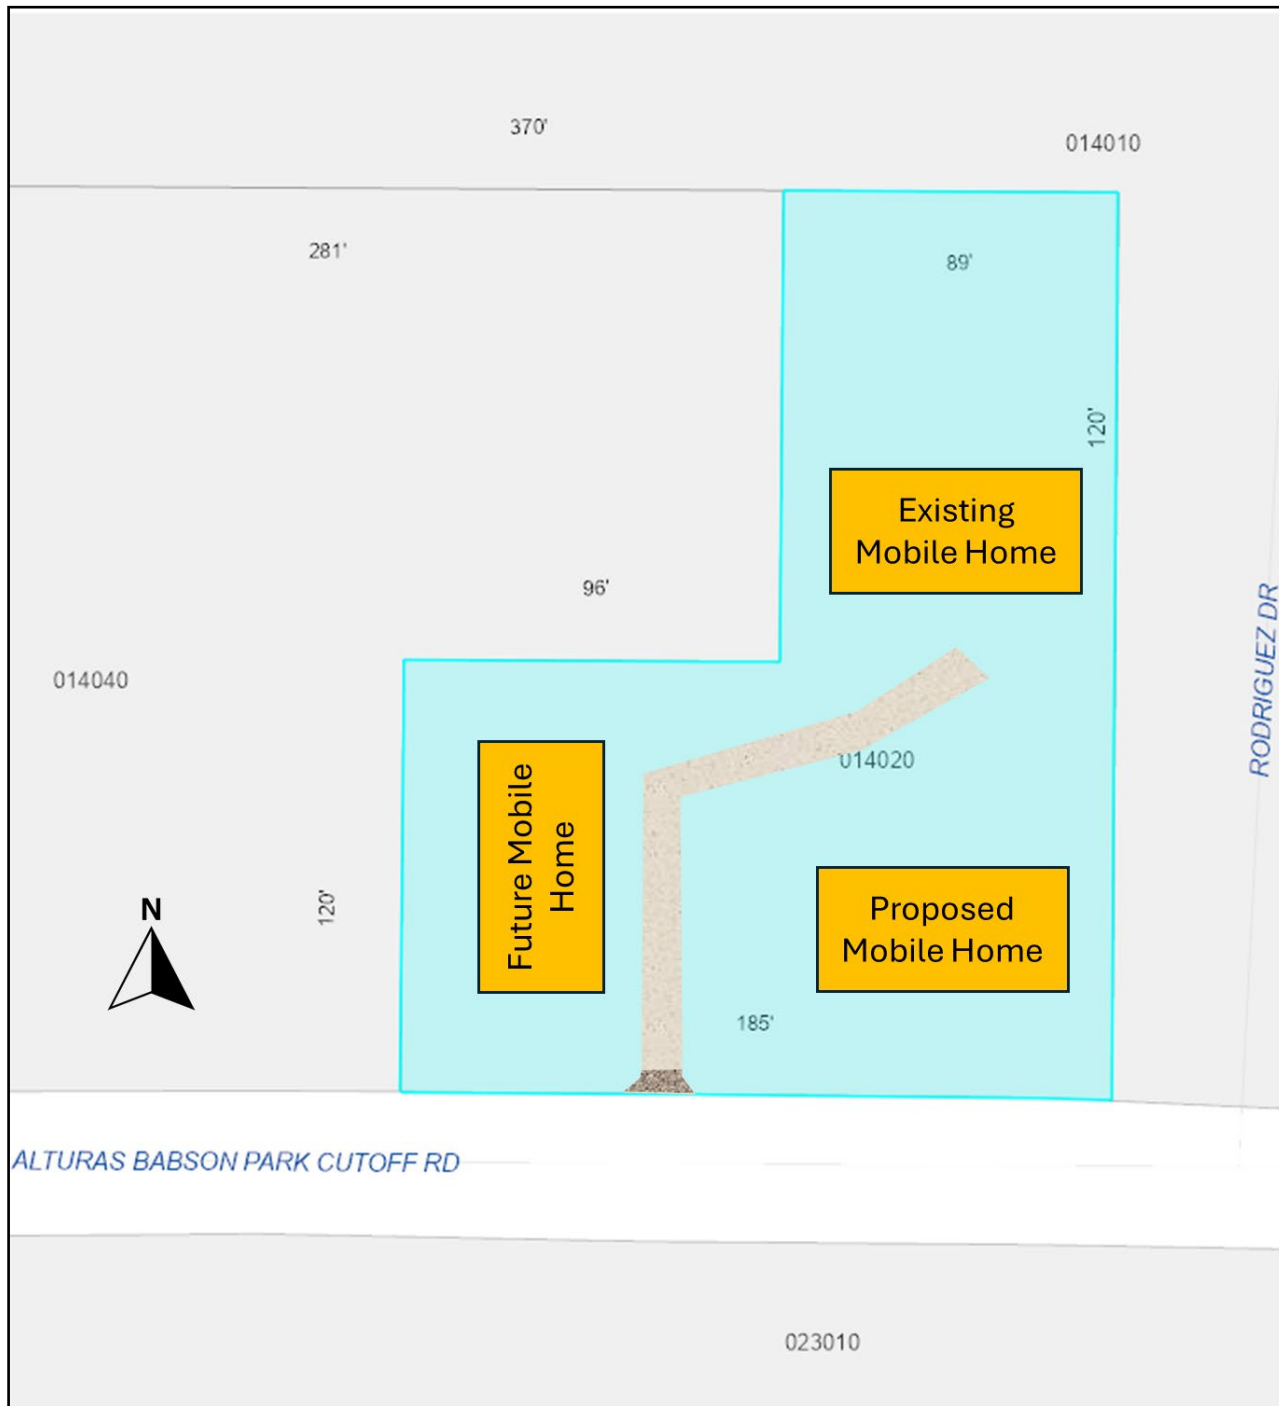 370'
014010
281'
89'
120'
Existing
Mobile Home
96'
RODRIGUEZ DR
014040
014020
Future Mobile
Home
120'
N
Proposed
Mobile Home
185'
ALTURAS BABSON PARK CUTOFF RD
023010